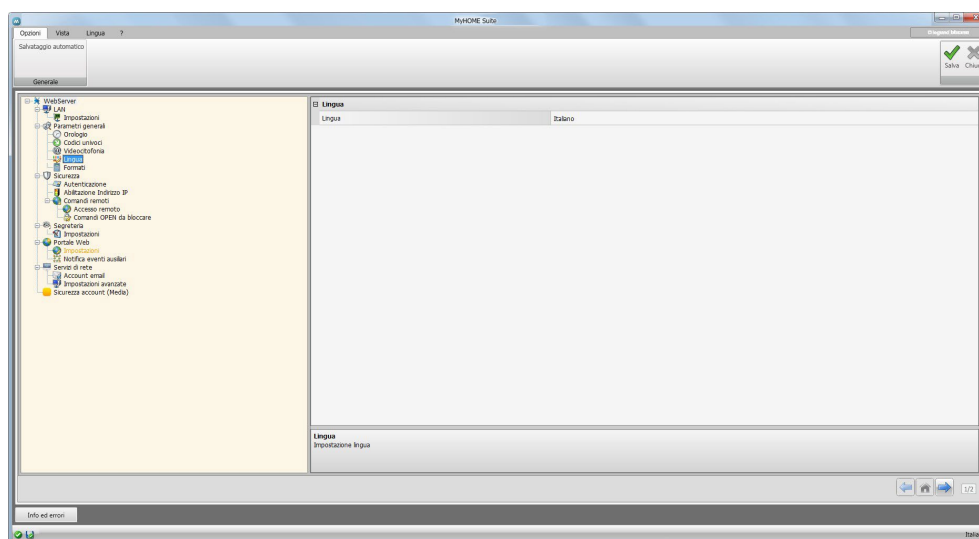 MyHOME Suite
Opzioni Vista Lingua ?
Salvataggio automatico
Salva
Generale
WebServer
LAN
Impostazioni
Parametri generali
Orologio
Codici univoci
Videocitofonia
Lingua
Formati
Sicurezza
Autenticazione
Abilitazione Indirizzo IP
Comandi remoti
Accesso remoto
Comandi OPEN da bloccare
Segreteria
Impostazioni
Portale Web
Impostazioni
Notifica eventi ausiliari
Servizi di rete
Account email
Impostazioni avanzate
Sicurezza account (Media)
Lingua
Lingua Italiano
Lingua
Impostazione lingua
1/2
Info ed errori